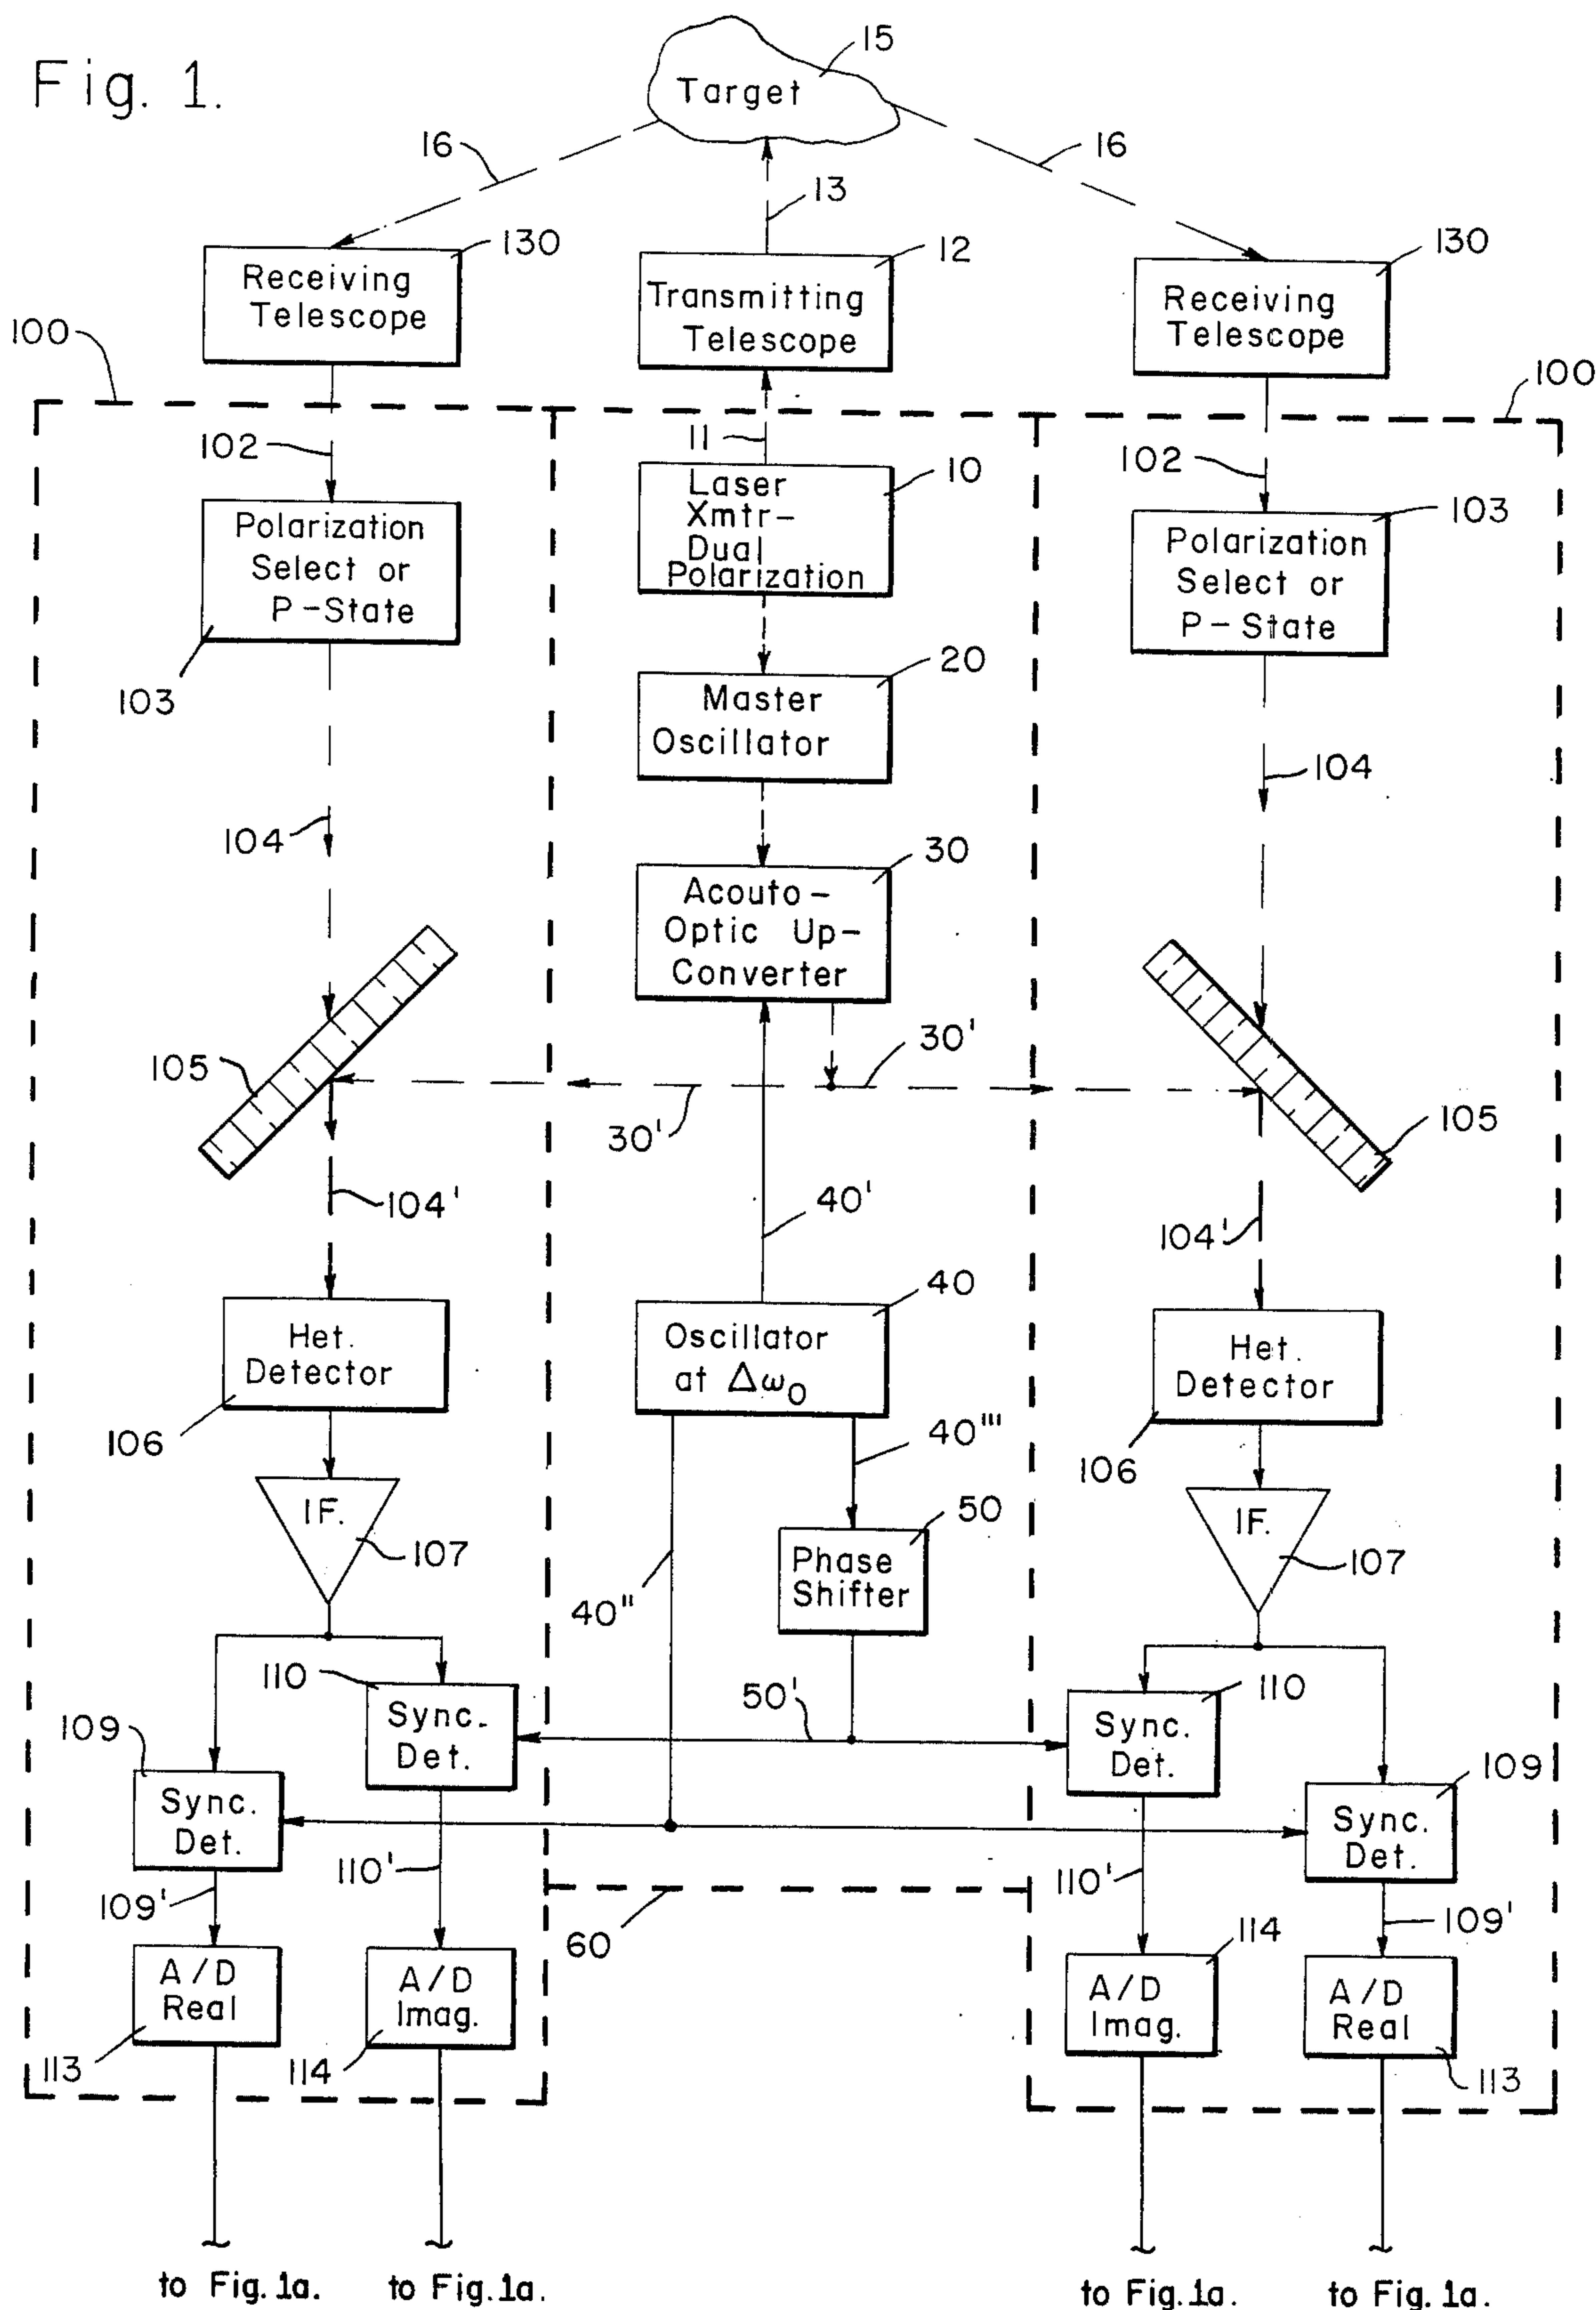 Fig. 1.
15
Target
16
16
13
130
12
130
Receiving
Telescope
Transmitting
Telescope
Receiving
Telescope
100
100
102
11
10
102
Laser
Xmtr-
Dual
Polarization
103
Polarization
Select or
P-State
Polarization
Select or
P-State
103
20
Master
Oscillator
104
104
30
Acouto-
Optic Up-
Converter
105
30'
30'
105
104'
40'
104'
40
Oscillator
at Δω0
Het.
Detector
Het.
Detector
106
40'''
106
IF.
107
50
IF.
107
Phase
Shifter
40''
110
Sync.
Det.
50'
110
Sync.
Det.
109
Sync.
Det.
109
Sync.
Det.
110'
110'
109'
109'
60
114
A/D
Real
A/D
Imag.
A/D
Imag.
A/D
Real
113
114
113
to Fig. 1a.
to Fig. 1a.
to Fig. 1a.
to Fig. 1a.